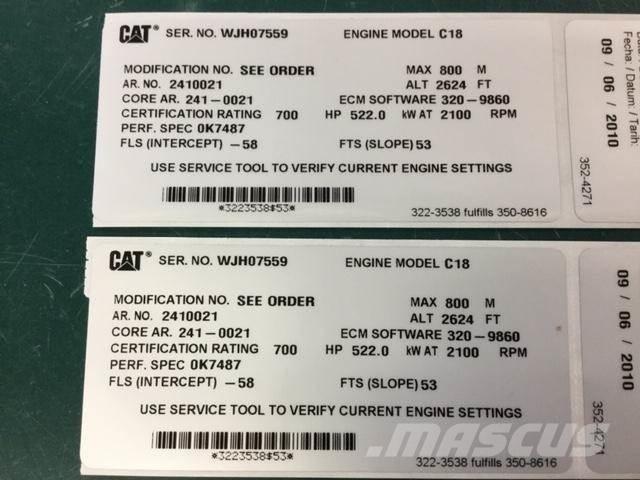 CAT® SER. NO. WJH07559 ENGINE MODEL C18
MODIFICATION NO. SEE ORDER MAX 800 M
AR. NO. 2410021 ALT 2624 FT
CORE AR. 241-0021 ECM SOFTWARE 320-9860
CERTIFICATION RATING 700 HP 522.0 kW AT 2100 RPM
PERF. SPEC 0K7487
FLS (INTERCEPT) -58 FTS (SLOPE) 53
USE SERVICE TOOL TO VERIFY CURRENT ENGINE SETTINGS
*3223538$53*
322-3538 fulfills 350-8616
Fecha: / Datum: / Tarih:
09 / 06 / 2010
352-4271
CAT® SER. NO. WJH07559 ENGINE MODEL C18
MODIFICATION NO. SEE ORDER MAX 800 M
AR. NO. 2410021 ALT 2624 FT
CORE AR. 241-0021 ECM SOFTWARE 320-9860
CERTIFICATION RATING 700 HP 522.0 kW AT 2100 RPM
PERF. SPEC 0K7487
FLS (INTERCEPT) -58 FTS (SLOPE) 53
USE SERVICE TOOL TO VERIFY CURRENT ENGINE SETTINGS
*3223538$53*
322-3538 fulfills 350-8616
09 / 06 / 2010
352-4271
MASCUS